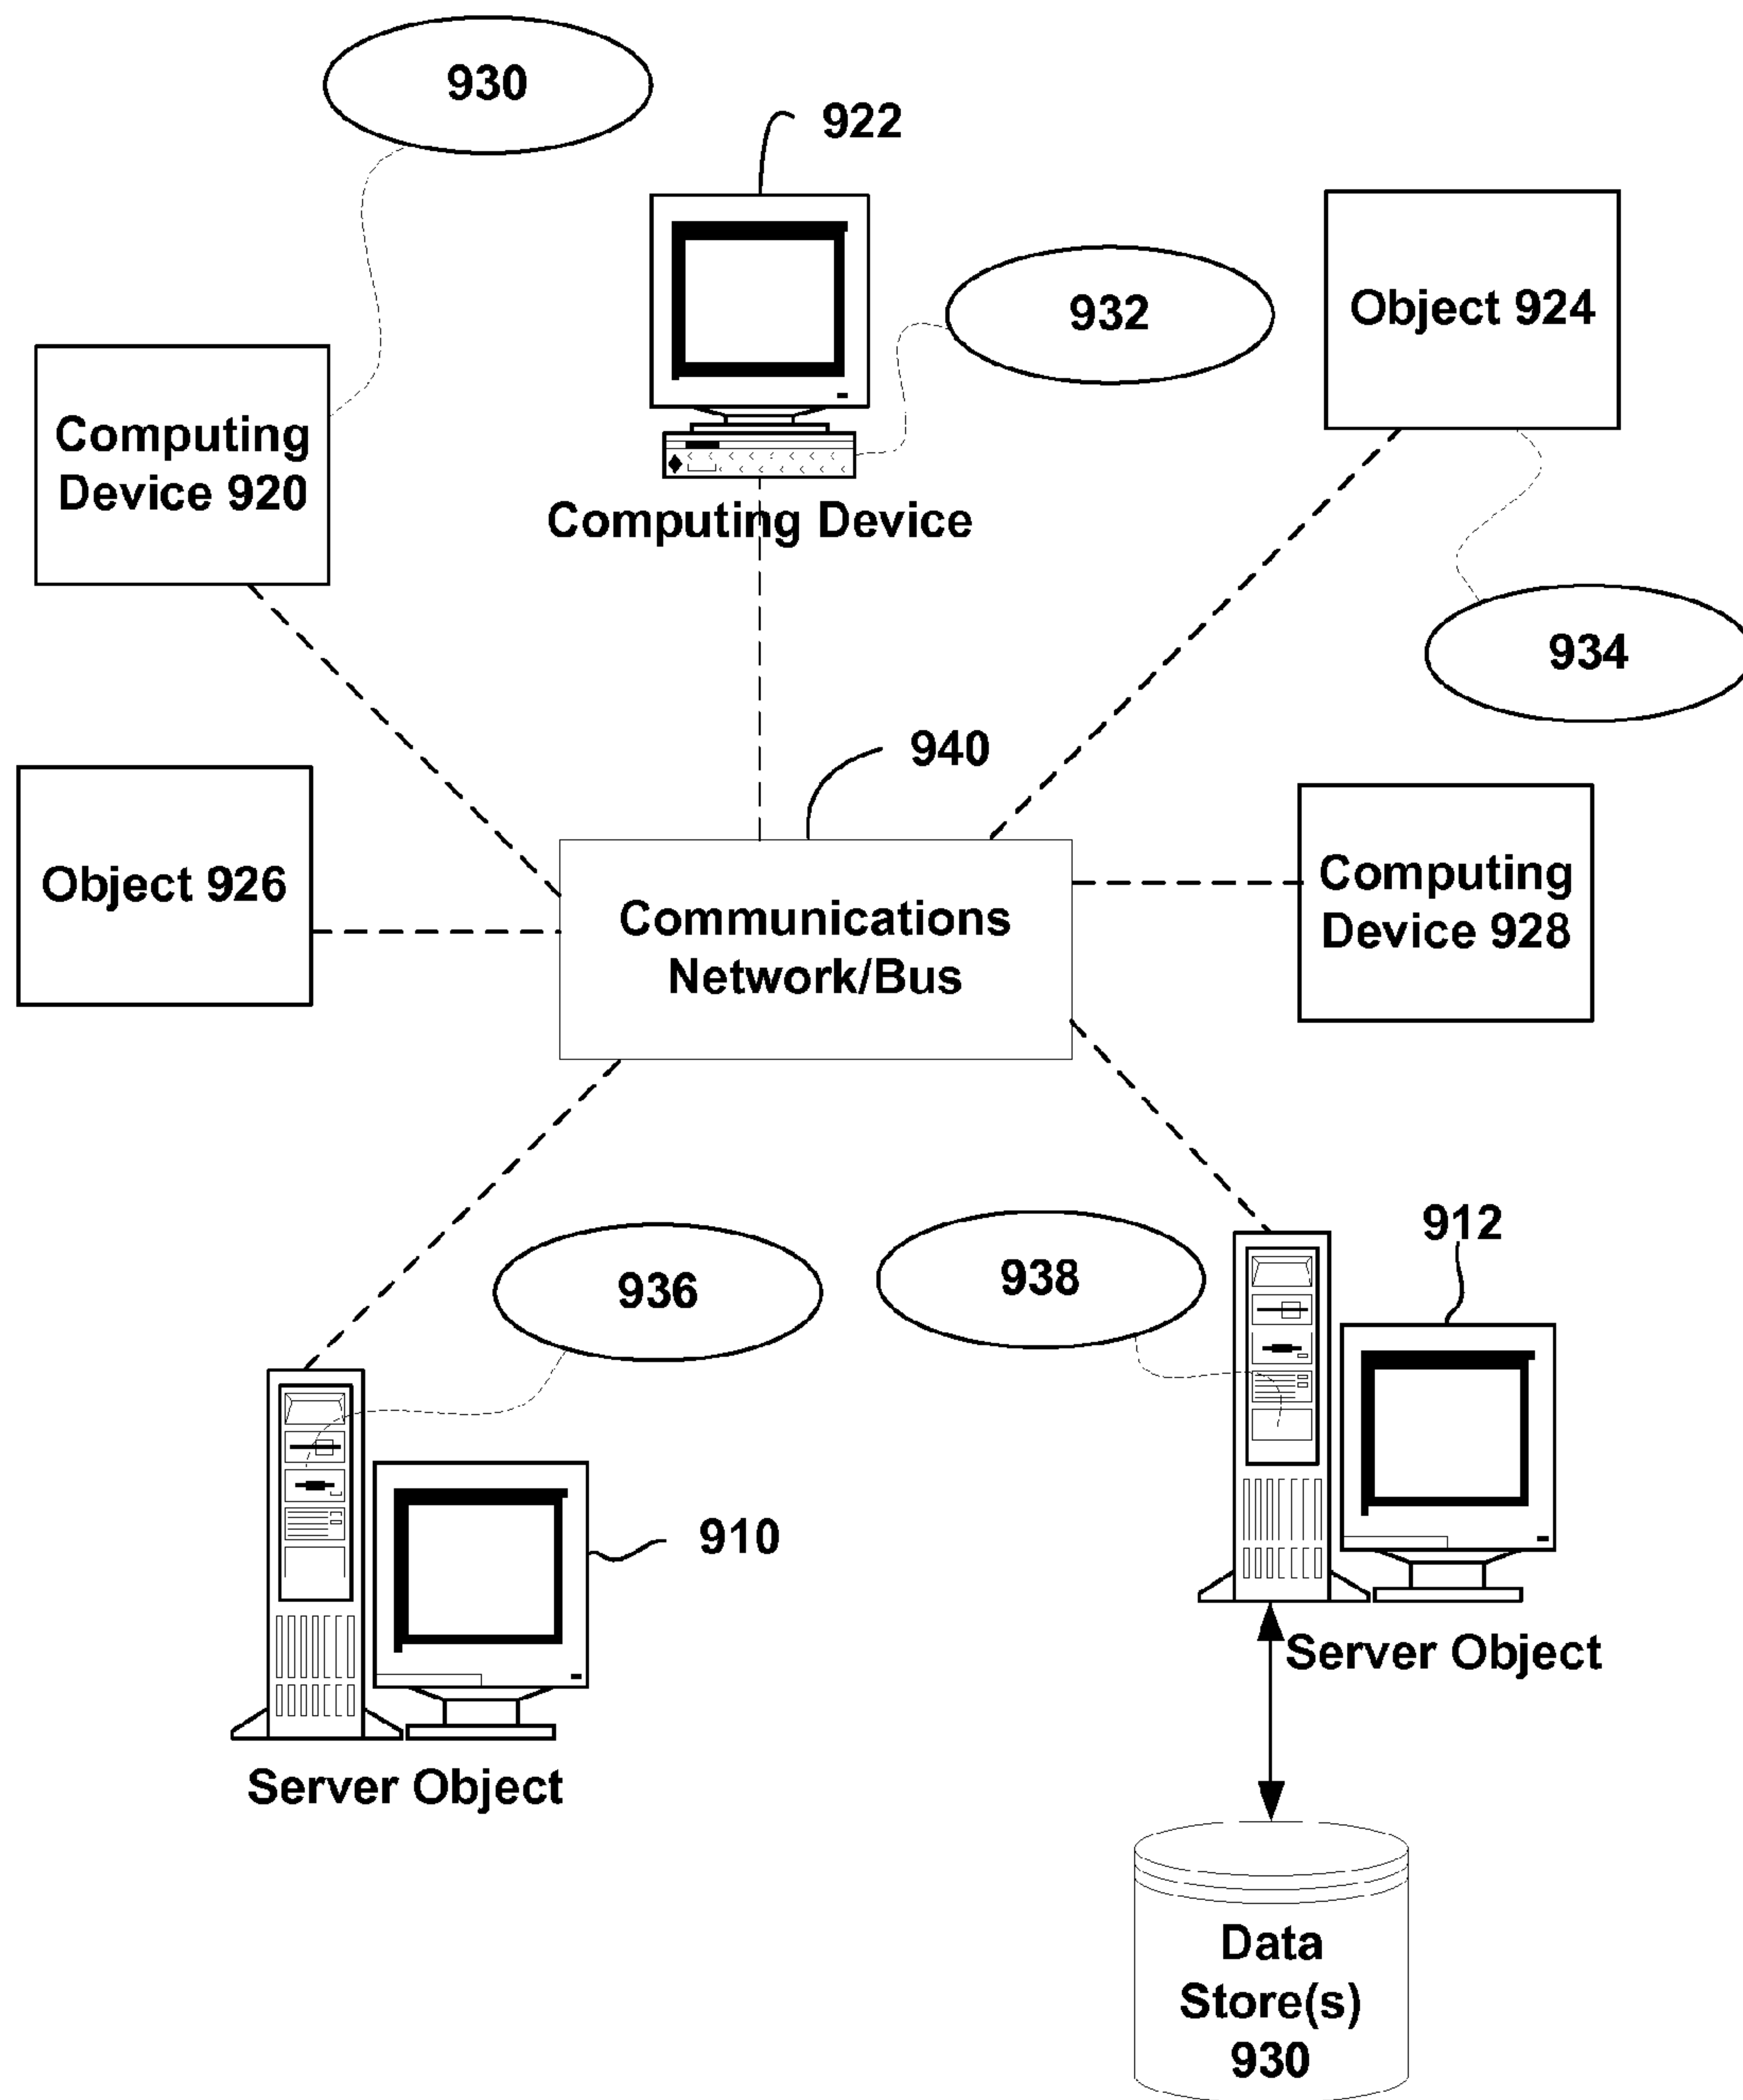 930
922
932
Object 924
Computing
Device 920
Computing Device
934
940
Object 926
Communications
Network/Bus
Computing
Device 928
936
938
912
910
Server Object
Server Object
Data
Store(s)
930